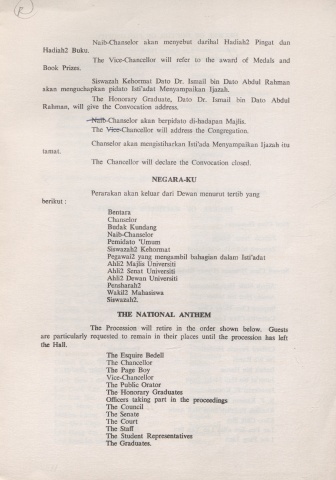 Naib-Chanselor akan menyebut darihal Hadiah2 Pingat dan
Hadiah2 Buku.
The Vice-Chancellor will refer to the award of Medals and
Book Prizes.
Siswazah Kehormat Dato Dr. Ismail bin Dato Abdul Rahman
akan menguchapkan pidato Isti'adat Menyampaikan Ijazah.
The Honorary Graduate, Dato Dr. Ismail bin Dato Abdul
Rahman, will give the Convocation address.
Naib-Chanselor akan berpidato di-hadapan Majlis.
The Vice-Chancellor will address the Congregation.
Chanselor akan mengistiharkan Isti'ada Menyampaikan Ijazah itu
tamat.
The Chancellor will declare the Convocation closed.
NEGARA-KU
Perarakan akan keluar dari Dewan menurut tertib yang
berikut :
Bentara
Chanselor
Budak Kundang
Naib-Chanselor
Pemidato 'Umum
Siswazah2 Kehormat
Pegawai2 yang mengambil bahagian dalam Isti'adat
Ahli2 Majlis Universiti
Ahli2 Senat Universiti
Ahli2 Dewan Universiti
Penuharah2
Wakil2 Mahasiswa
Siswazah2.
THE NATIONAL ANTHEM
The Procession will retire in the order shown below. Guests
are particularly requested to remain in their places until the procession has left
the Hall.
The Esquire Bedell
The Chancellor
The Page Boy
Vice-Chancellor
The Public Orator
The Honorary Graduates
Officers taking part in the proceedings
The Council
The Senate
The Court
The Staff
The Student Representatives
The Graduates.